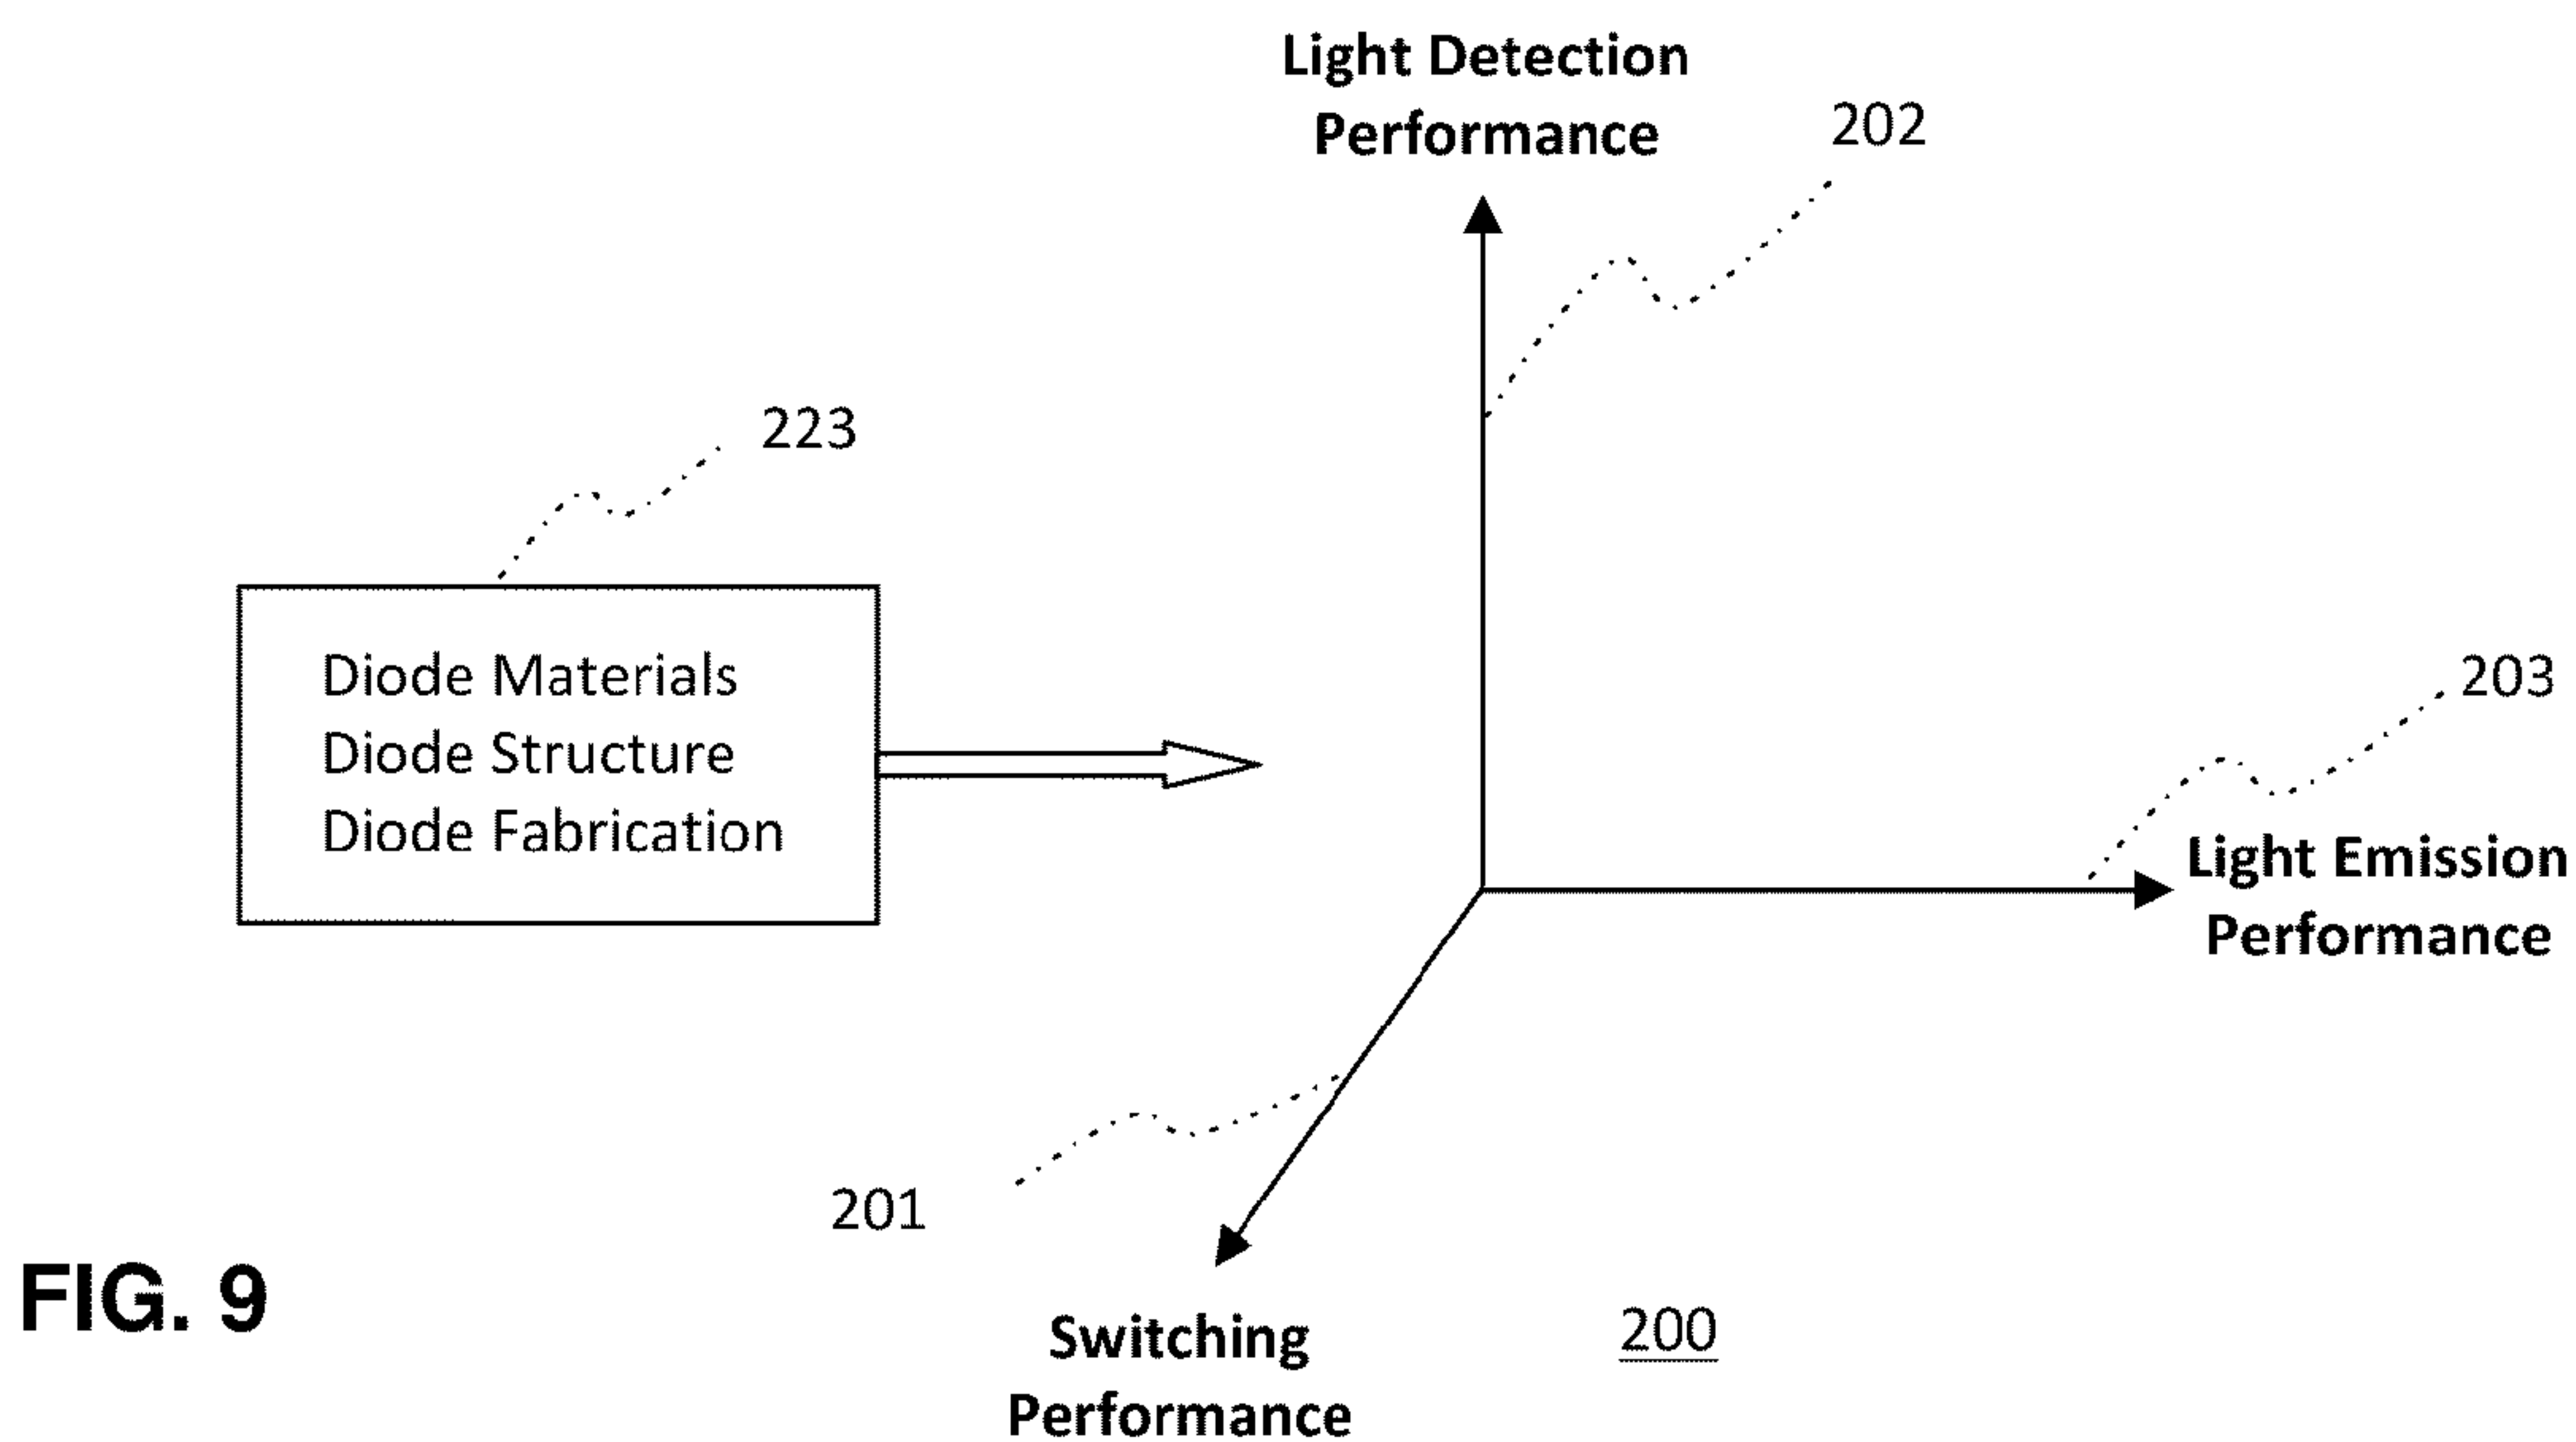 Light Detection
Performance
202
223
Diode Materials
Diode Structure
Diode Fabrication
203
Light Emission
Performance
201
FIG. 9
Switching
Performance
200